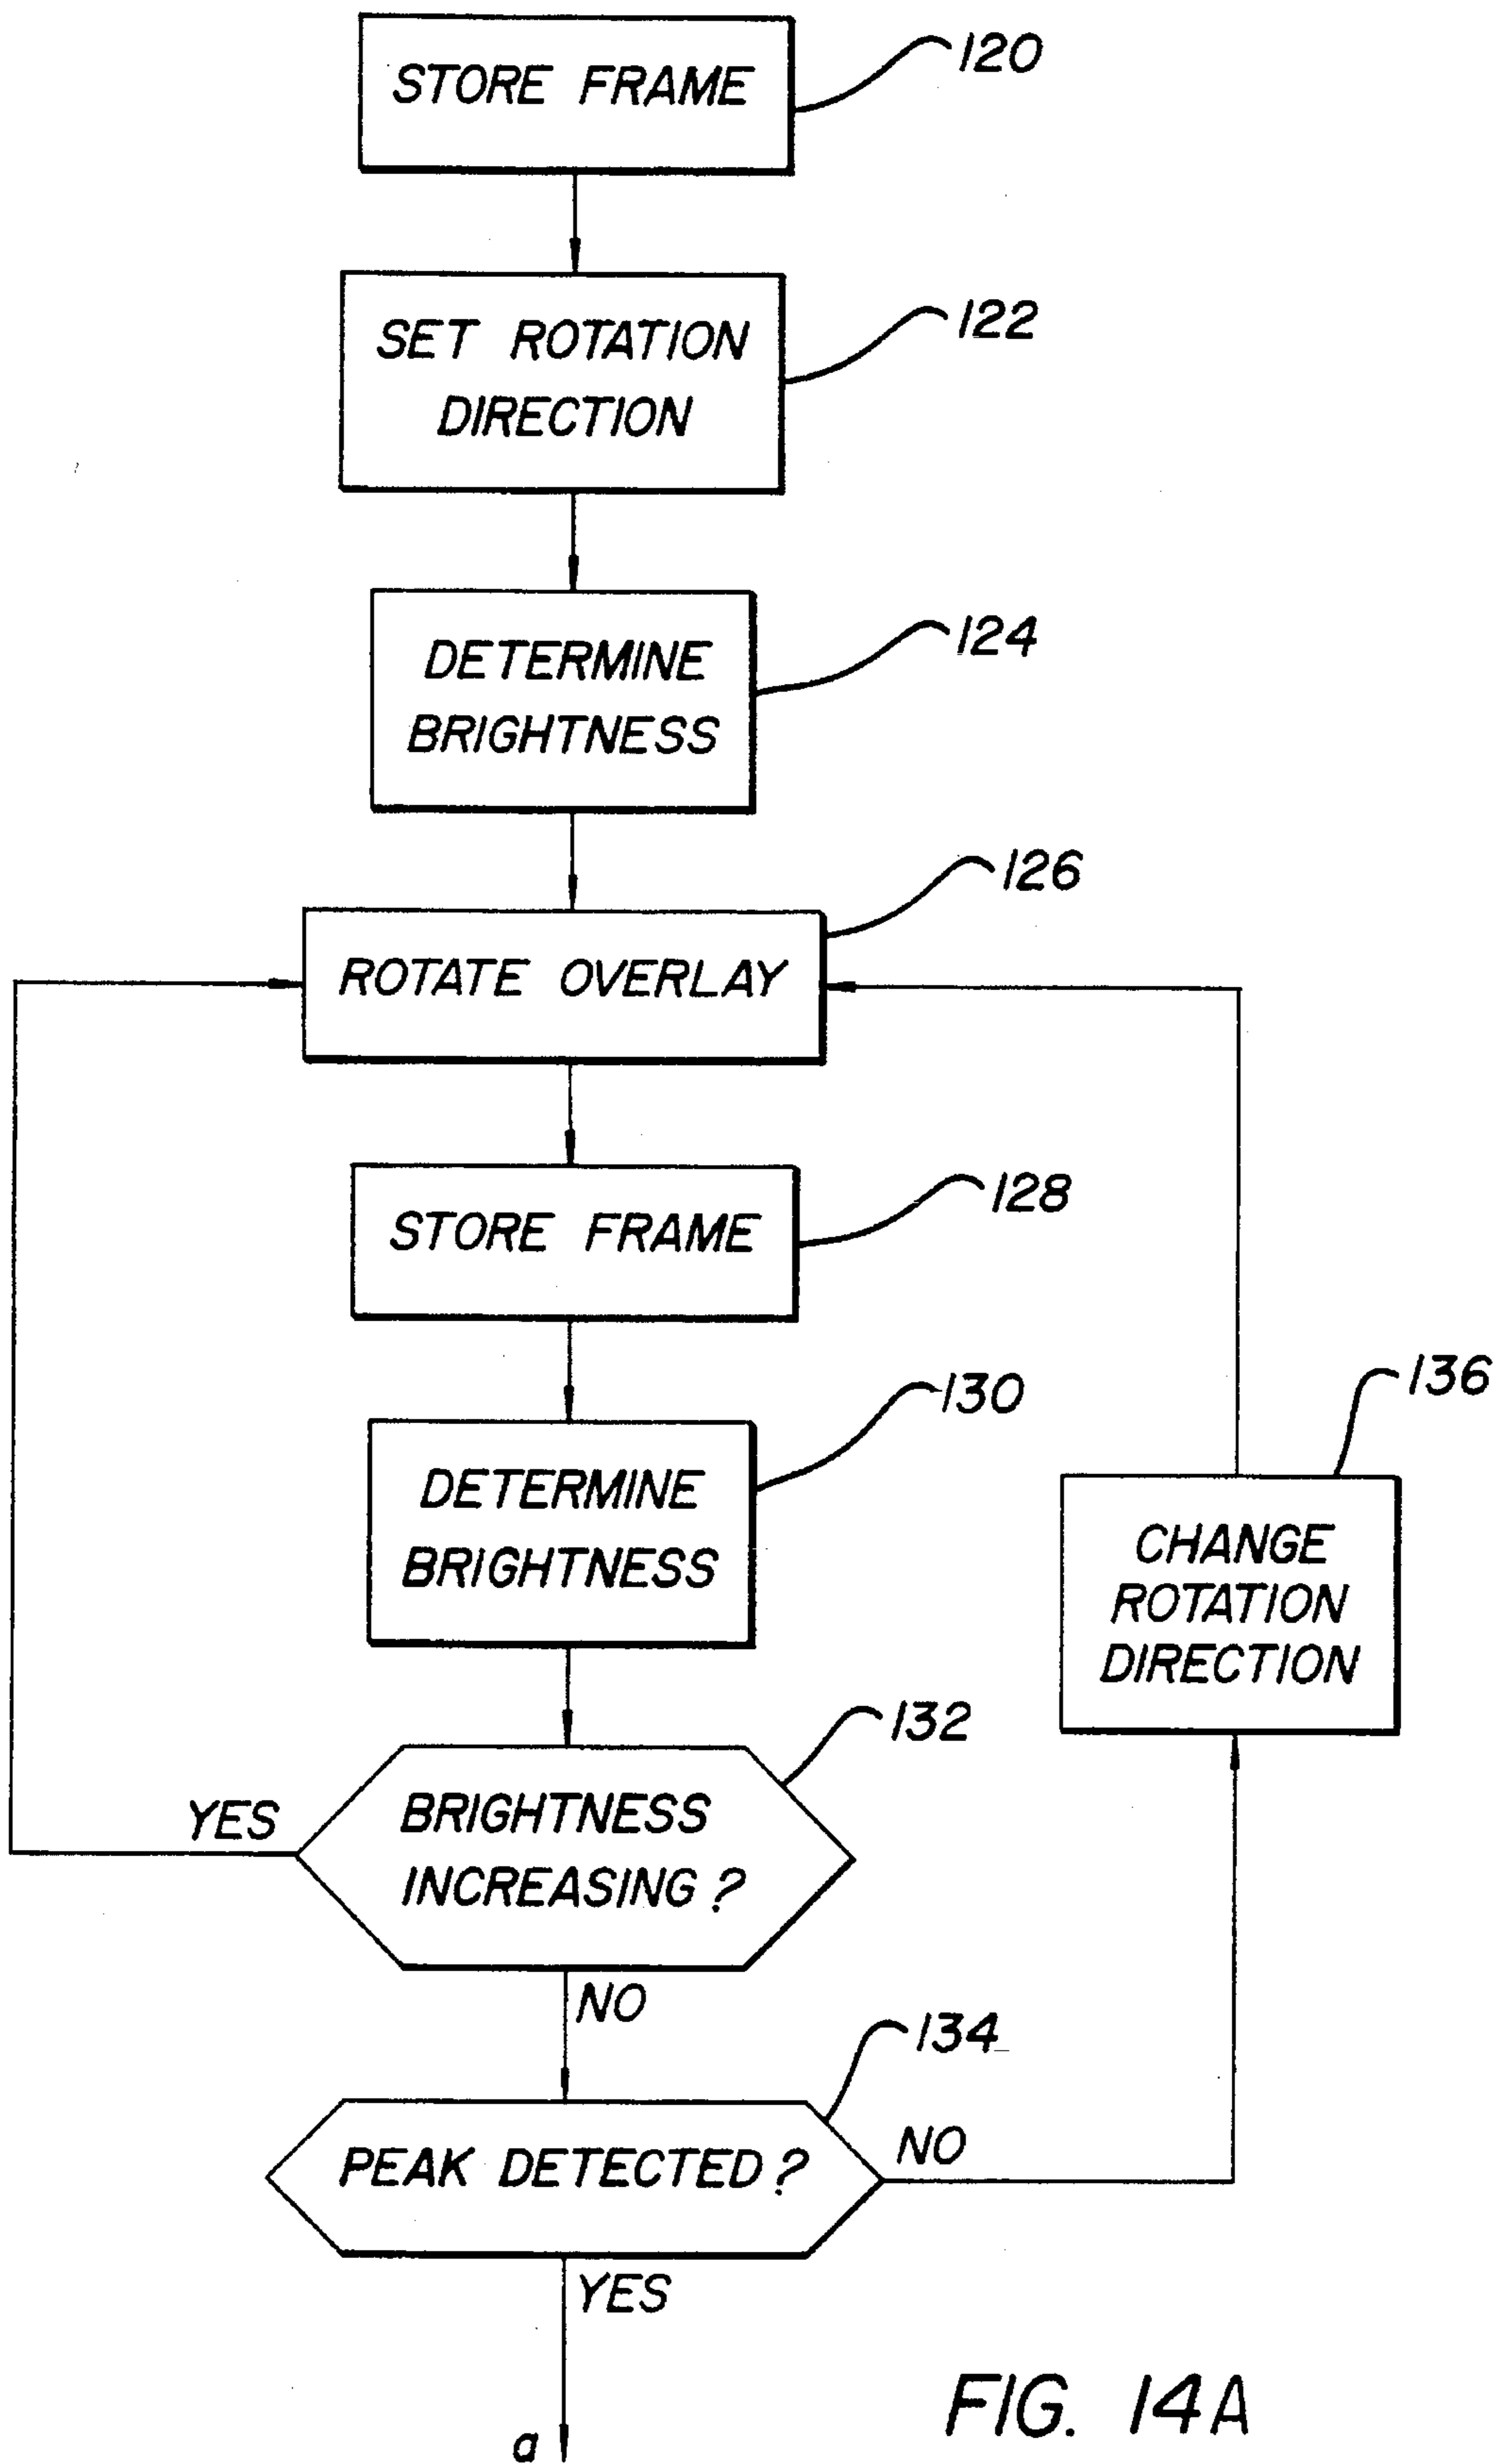 STORE FRAME
120
SET ROTATION
DIRECTION
122
DETERMINE
BRIGHTNESS
124
126
ROTATE OVERLAY
STORE FRAME
128
DETERMINE
BRIGHTNESS
130
136
CHANGE
ROTATION
DIRECTION
132
YES
BRIGHTNESS
INCREASING?
NO
134
PEAK DETECTED?
NO
YES
a
FIG. 14A